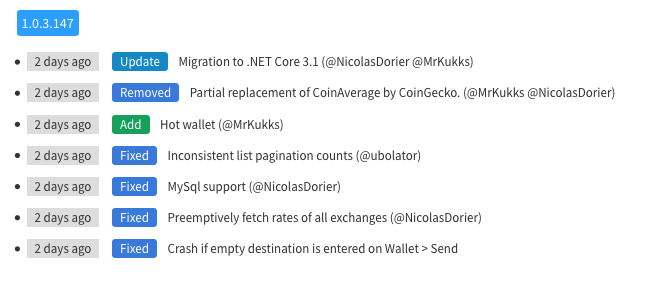 1.0.3.147
2 days ago Update Migration to .NET Core 3.1 (@NicolasDorier @MrKukks)
2 days ago Removed Partial replacement of CoinAverage by CoinGecko. (@MrKukks @NicolasDorier)
2 days ago Add Hot wallet (@MrKukks)
2 days ago Fixed Inconsistent list pagination counts (@ubolator)
2 days ago Fixed MySql support (@NicolasDorier)
2 days ago Fixed Preemptively fetch rates of all exchanges (@NicolasDorier)
2 days ago Fixed Crash if empty destination is entered on Wallet > Send